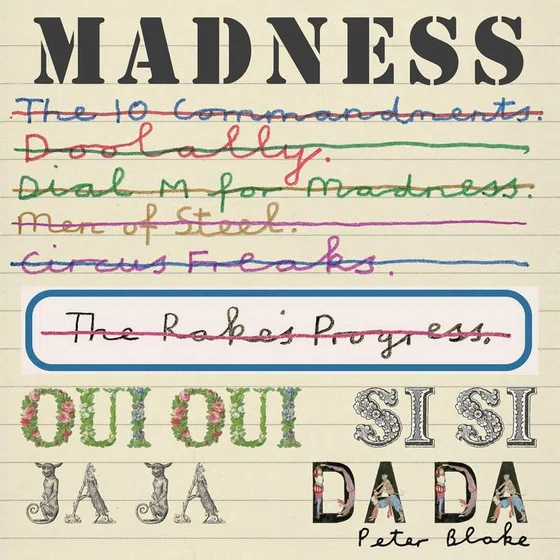 MADNESS
The 10 Commandments.
Doolally.
Dial M for Madness.
Men of Steel.
Circus Freaks.
The Rake's Progress.
OUI OUI SI SI
JA JA DA DA
Peter Blake